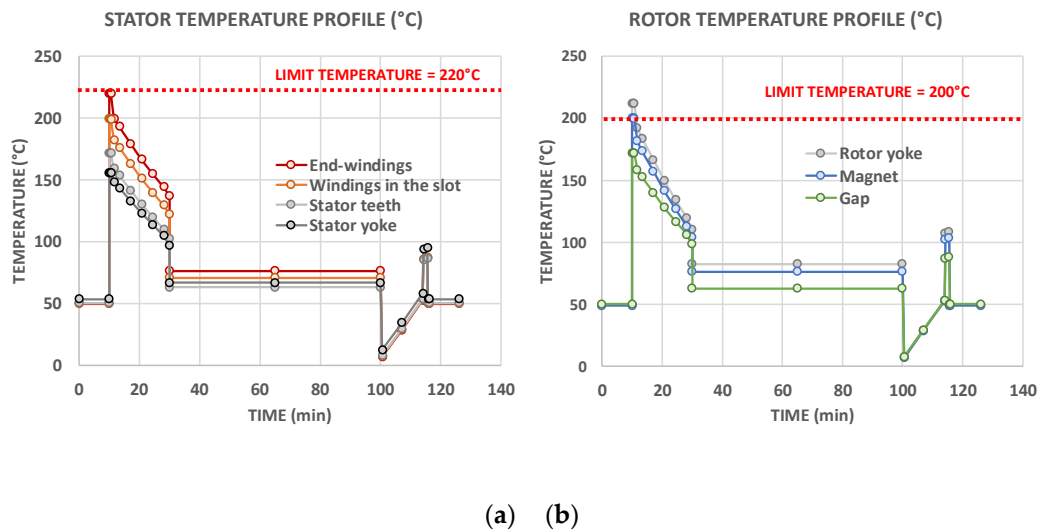 STATOR TEMPERATURE PROFILE (°C)
250
200
150
100
50
0
TEMPERATURE (°C)
LIMIT TEMPERATURE = 220°C
End-windings
Windings in the slot
Stator teeth
Stator yoke
0 20 40 60 80 100 120 140
TIME (min)
ROTOR TEMPERATURE PROFILE (°C)
250
200
150
100
50
0
TEMPERATURE (°C)
LIMIT TEMPERATURE = 200°C
Rotor yoke
Magnet
Gap
0 20 40 60 80 100 120 140
TIME (min)
(a) (b)